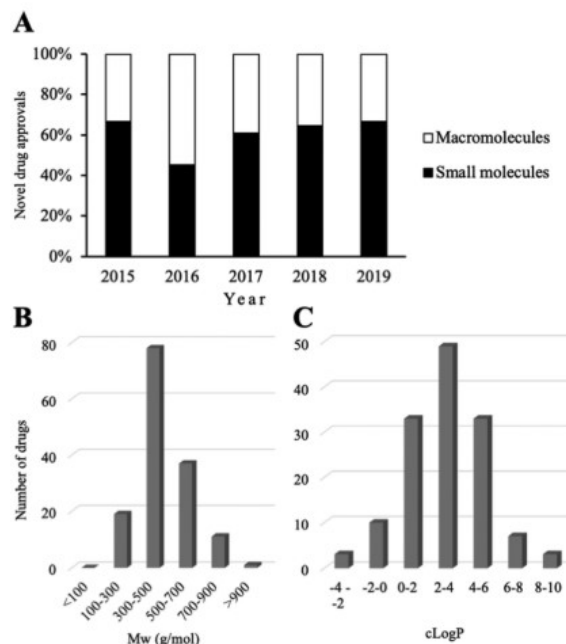 A
100%
80%
60%
40%
20%
0%
Novel drug approvals
2015 2016 2017 2018 2019
Year
Macromolecules
Small molecules
B
80
60
40
20
0
Number of drugs
<100 100-300 300-500 500-700 700-900 >900
Mw (g/mol)
C
50
40
30
20
10
0
-4 - -2 -2-0 0-2 2-4 4-6 6-8 8-10
cLogP